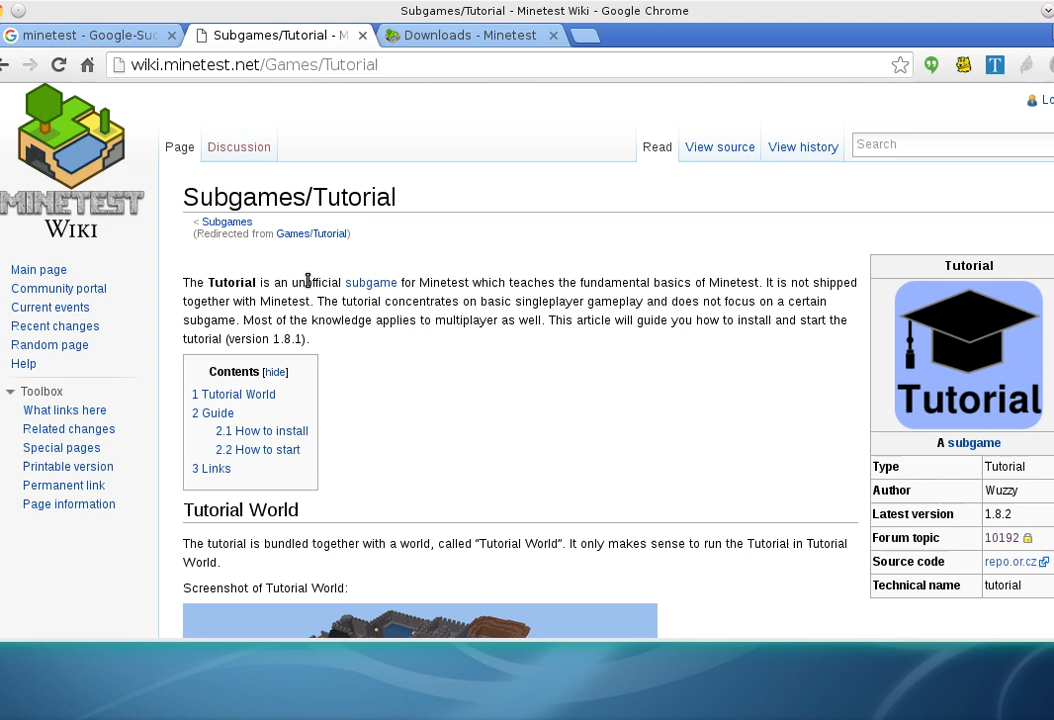 Subgames/Tutorial - Minetest Wiki - Google Chrome
minetest - Google-Suc
Subgames/Tutorial - M
Downloads - Minetest
wiki.minetest.net/Games/Tutorial
MINETEST
WIKI
Main page
Community portal
Current events
Recent changes
Random page
Help
Toolbox
What links here
Related changes
Special pages
Printable version
Permanent link
Page information
Lo
Page Discussion Read View source View history Search
Subgames/Tutorial
< Subgames
(Redirected from Games/Tutorial)
The Tutorial is an unofficial subgame for Minetest which teaches the fundamental basics of Minetest. It is not shipped
together with Minetest. The tutorial concentrates on basic singleplayer gameplay and does not focus on a certain
subgame. Most of the knowledge applies to multiplayer as well. This article will guide you how to install and start the
tutorial (version 1.8.1).
Contents [hide]
1 Tutorial World
2 Guide
2.1 How to install
2.2 How to start
3 Links
Tutorial World
The tutorial is bundled together with a world, called “Tutorial World”. It only makes sense to run the Tutorial in Tutorial
World.
Screenshot of Tutorial World:
Tutorial
Tutorial
A subgame
Type Tutorial
Author Wuzzy
Latest version 1.8.2
Forum topic 10192
Source code repo.or.cz
Technical name tutorial
T